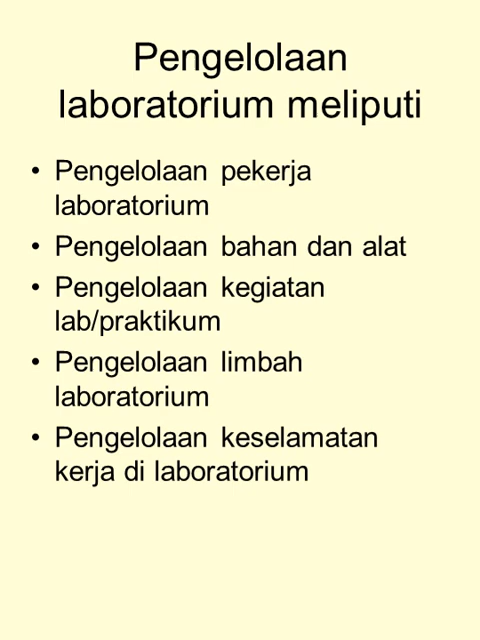 Pengelolaan
laboratorium meliputi
• Pengelolaan pekerja
laboratorium
• Pengelolaan bahan dan alat
• Pengelolaan kegiatan
lab/praktikum
• Pengelolaan limbah
laboratorium
• Pengelolaan keselamatan
kerja di laboratorium